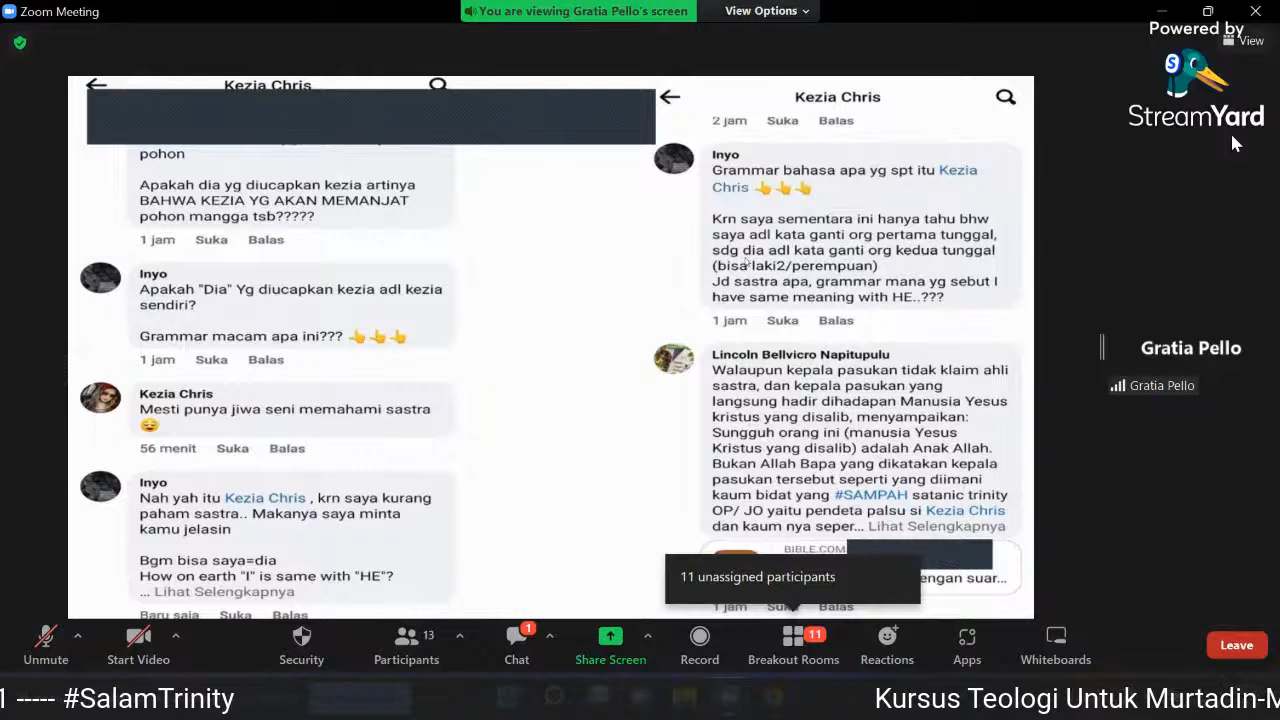 Zoom Meeting
You are viewing Gratia Pello's screen
View Options
Powered by
View
StreamYard
Kezia Chris
pohon
Apakah dia yg diucapkan kezia artinya
BAHWA KEZIA YG AKAN MEMANJAT
pohon mangga tsb?????
1 jam Suka Balas
Inyo
Apakah "Dia" Yg diucapkan kezia adl kezia
sendiri?
Grammar macam apa ini??? 👆👆👆
1 jam Suka Balas
Kezia Chris
Mesti punya jiwa seni memahami sastra
😌
56 menit Suka Balas
Inyo
Nah yah itu Kezia Chris , krn saya kurang
paham sastra.. Makanya saya minta
kamu jelasin
Bgm bisa saya=dia
How on earth "I" is same with "HE"?
... Lihat Selengkapnya
Baru saja Suka Balas
Kezia Chris
2 jam Suka Balas
Inyo
Grammar bahasa apa yg spt itu Kezia
Chris 👆👆👆
Krn saya sementara ini hanya tahu bhw
saya adl kata ganti org pertama tunggal,
sdg dia adl kata ganti org kedua tunggal
(bisa laki2/perempuan)
Jd sastra apa, grammar mana yg sebut I
have same meaning with HE..???
1 jam Suka Balas
Lincoln Bellvicro Napitupulu
Walaupun kepala pasukan tidak klaim ahli
sastra, dan kepala pasukan yang
langsung hadir dihadapan Manusia Yesus
kristus yang disalib, menyampaikan:
Sungguh orang ini (manusia Yesus
Kristus yang disalib) adalah Anak Allah.
Bukan Allah Bapa yang dikatakan kepala
pasukan tersebut seperti yang diimani
kaum bidat yang #SAMPAH satanic trinity
OP/ JO yaitu pendeta palsu si Kezia Chris
dan kaum nya seper... Lihat Selengkapnya
BIBLE.COM
engan suar...
11 unassigned participants
1 jam Suka Balas
Gratia Pello
Gratia Pello
Unmute
Start Video
Security
13
Participants
1
Chat
Share Screen
Record
11
Breakout Rooms
Reactions
Apps
Whiteboards
Leave
1 ----- #SalamTrinity
Kursus Teologi Untuk Murtadin-M